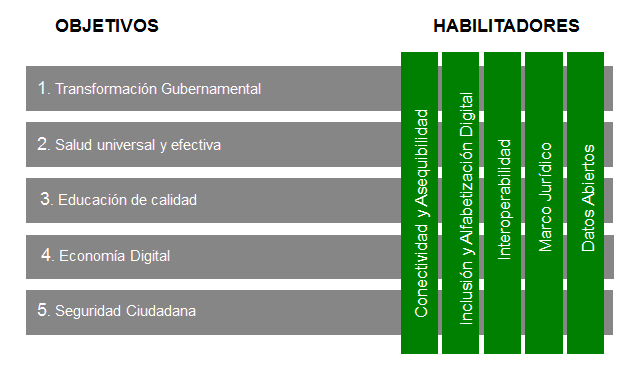 OBJETIVOS
HABILITADORES
1. Transformación Gubernamental
2. Salud universal y efectiva
3. Educación de calidad
4. Economía Digital
5. Seguridad Ciudadana
Conectividad y Asequibilidad
Inclusión y Alfabetización Digital
Interoperabilidad
Marco Jurídico
Datos Abiertos